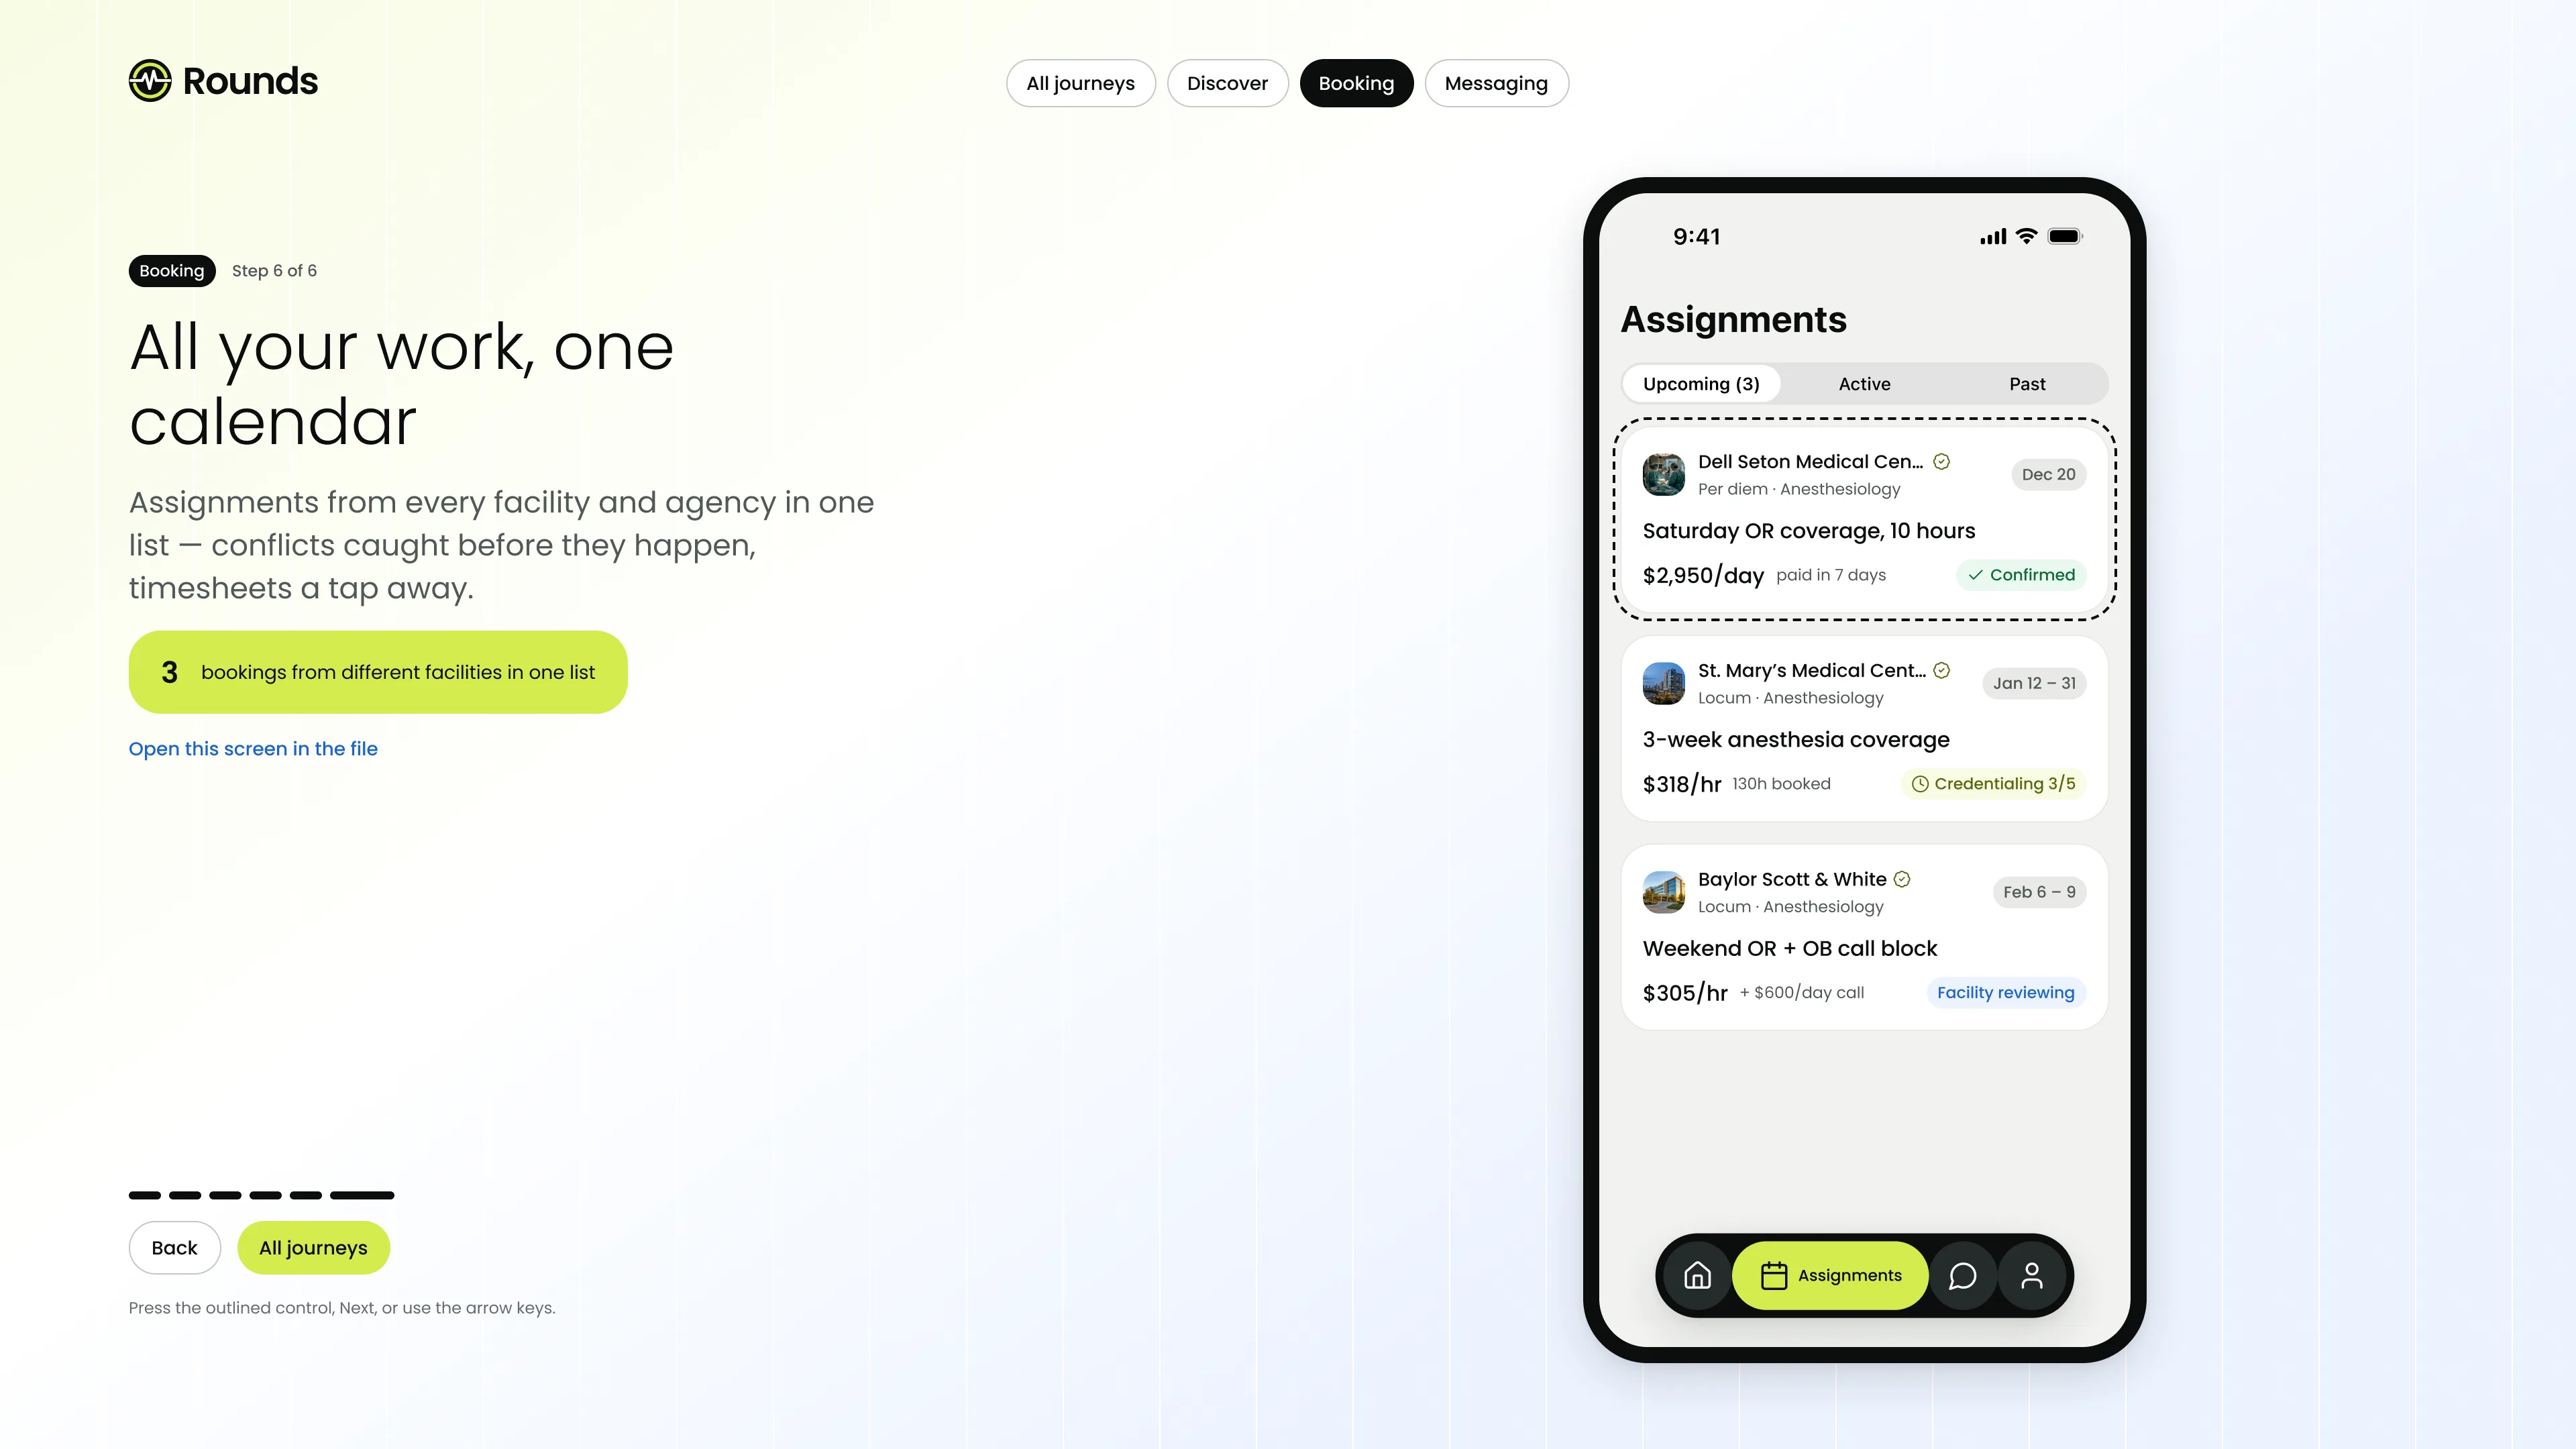 Rounds
All journeys
Discover
Booking
Messaging
Booking
Step 6 of 6
All your work, one
calendar
Assignments from every facility and agency in one
list — conflicts caught before they happen,
timesheets a tap away.
3 bookings from different facilities in one list
Open this screen in the file
Back
All journeys
Press the outlined control, Next, or use the arrow keys.
9:41
Assignments
Upcoming (3)
Active
Past
Dell Seton Medical Cen...
Per diem · Anesthesiology
Dec 20
Saturday OR coverage, 10 hours
$2,950/day paid in 7 days
Confirmed
St. Mary’s Medical Cent...
Locum · Anesthesiology
Jan 12 – 31
3-week anesthesia coverage
$318/hr 130h booked
Credentialing 3/5
Baylor Scott & White
Locum · Anesthesiology
Feb 6 – 9
Weekend OR + OB call block
$305/hr + $600/day call
Facility reviewing
Assignments